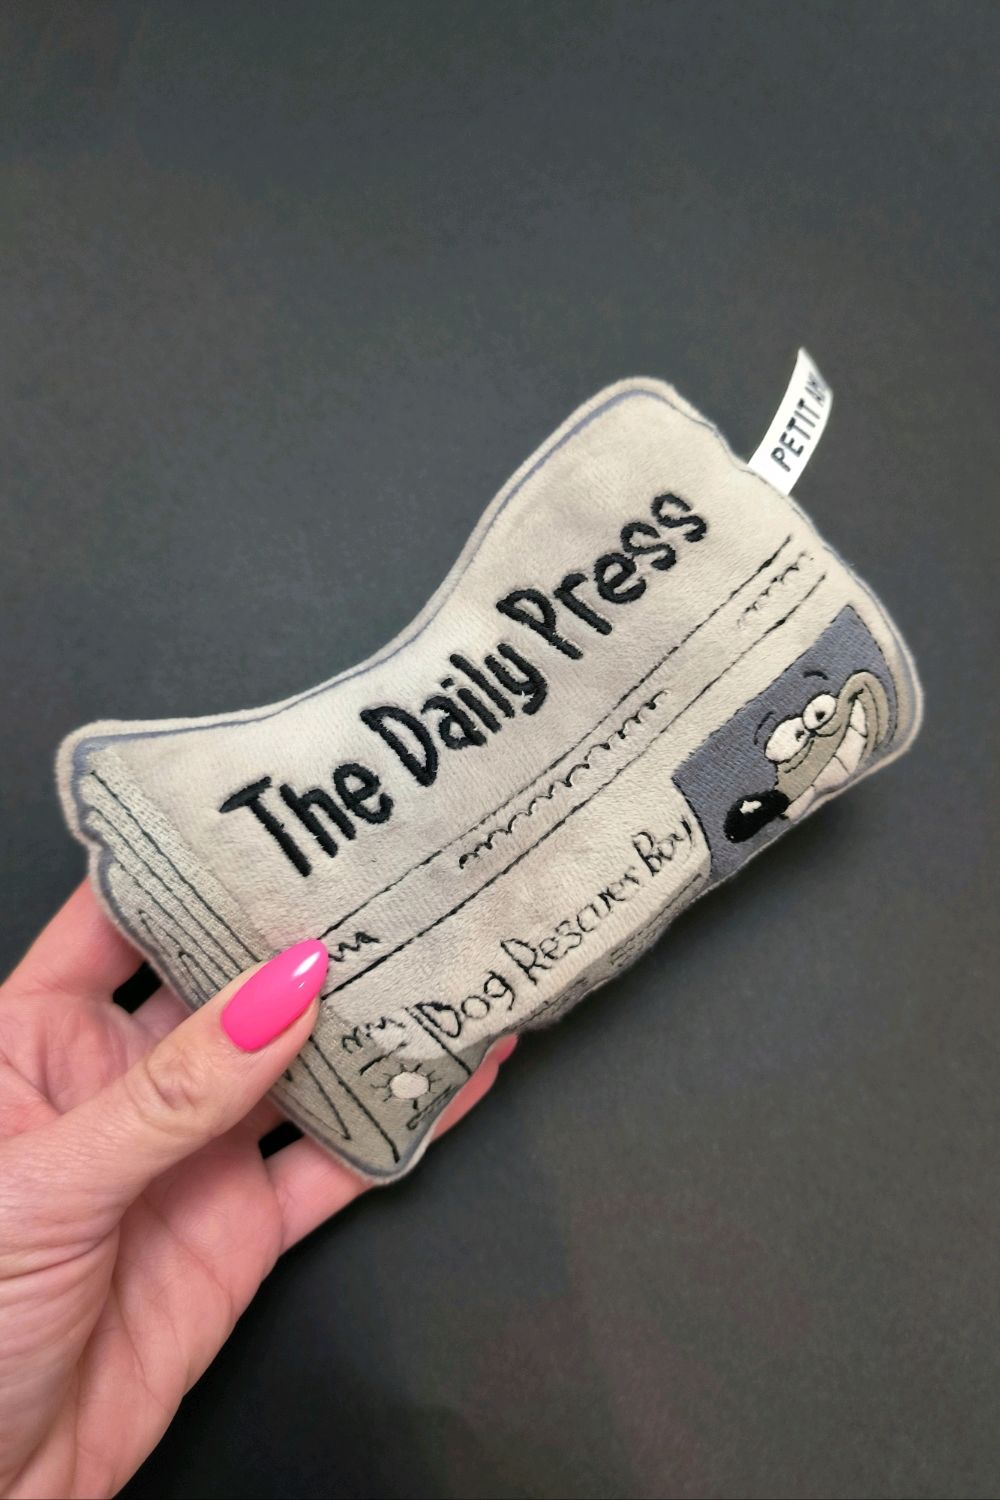 The Daily Press
Dog Rescues Boy
PETIT